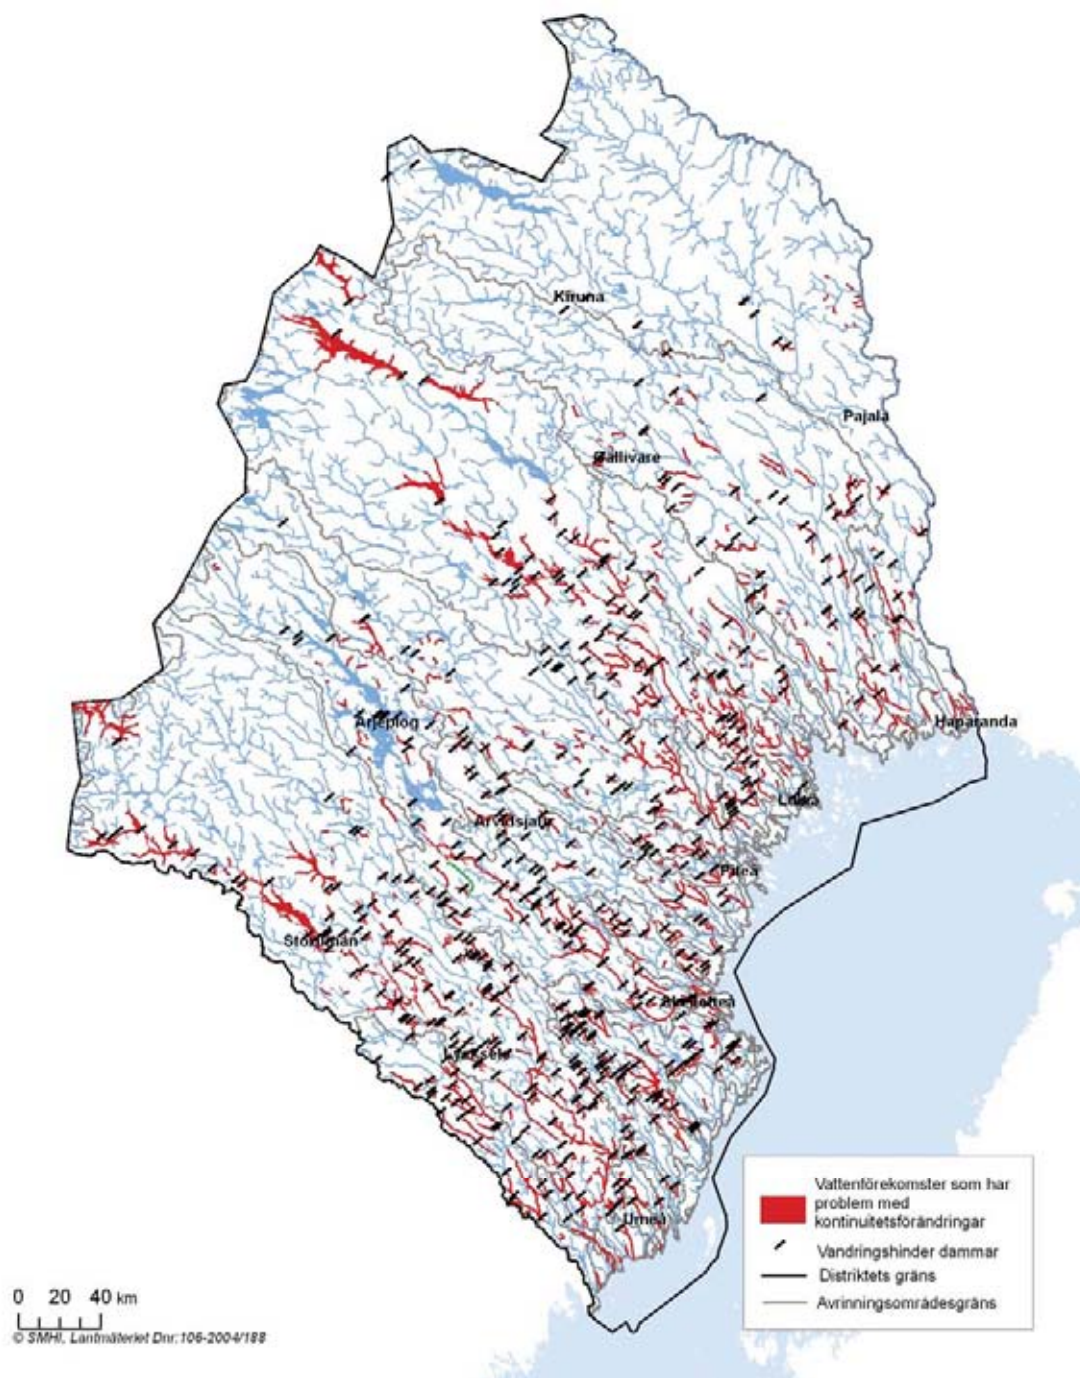 Kiruna
Pajala
Gällivare
Haparanda
Arjeplog
Luleå
Arvidsjaur
Piteå
Storuman
Skellefteå
Lycksele
Umeå
Vattenförekomster som har
problem med
kontinuitetsförändringar
Vandringshinder dammar
Distriktets gräns
Avrinningsområdesgräns
0 20 40 km
© SMHI, Lantmäteriet Dnr:106-2004/188